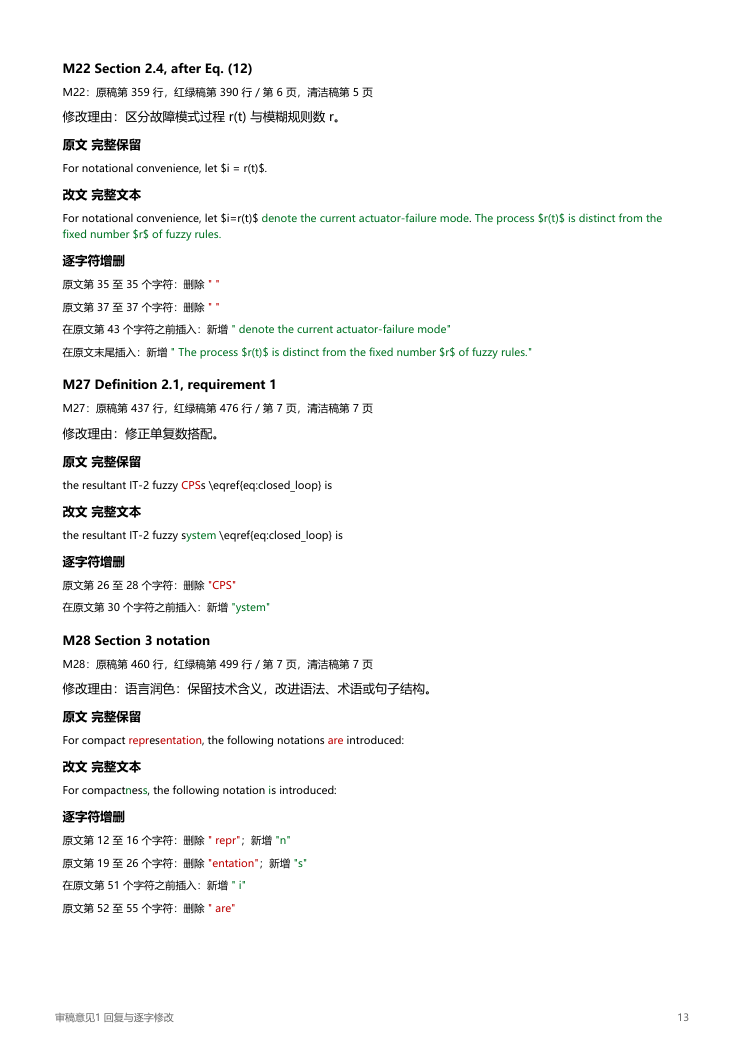 M22 Section 2.4, after Eq. (12)
M22：原稿第 359 行，红绿稿第 390 行 / 第 6 页，清洁稿第 5 页
修改理由：区分故障模式过程 r(t) 与模糊规则数 r。
原文 完整保留
For notational convenience, let $i = r(t)$.
改文 完整文本
For notational convenience, let $i=r(t)$ denote the current actuator-failure mode. The process $r(t)$ is distinct from the
fixed number $r$ of fuzzy rules.
逐字符增删
原文第 35 至 35 个字符：删除 " "
原文第 37 至 37 个字符：删除 " "
在原文第 43 个字符之前插入：新增 " denote the current actuator-failure mode"
在原文末尾插入：新增 " The process $r(t)$ is distinct from the fixed number $r$ of fuzzy rules."
M27 Definition 2.1, requirement 1
M27：原稿第 437 行，红绿稿第 476 行 / 第 7 页，清洁稿第 7 页
修改理由：修正单复数搭配。
原文 完整保留
the resultant IT-2 fuzzy CPSs \eqref{eq:closed_loop} is
改文 完整文本
the resultant IT-2 fuzzy system \eqref{eq:closed_loop} is
逐字符增删
原文第 26 至 28 个字符：删除 "CPS"
在原文第 30 个字符之前插入：新增 "ystem"
M28 Section 3 notation
M28：原稿第 460 行，红绿稿第 499 行 / 第 7 页，清洁稿第 7 页
修改理由：语言润色：保留技术含义，改进语法、术语或句子结构。
原文 完整保留
For compact representation, the following notations are introduced:
改文 完整文本
For compactness, the following notation is introduced:
逐字符增删
原文第 12 至 16 个字符：删除 " repr"；新增 "n"
原文第 19 至 26 个字符：删除 "entation"；新增 "s"
在原文第 51 个字符之前插入：新增 " i"
原文第 52 至 55 个字符：删除 " are"
审稿意见1 回复与逐字修改
13